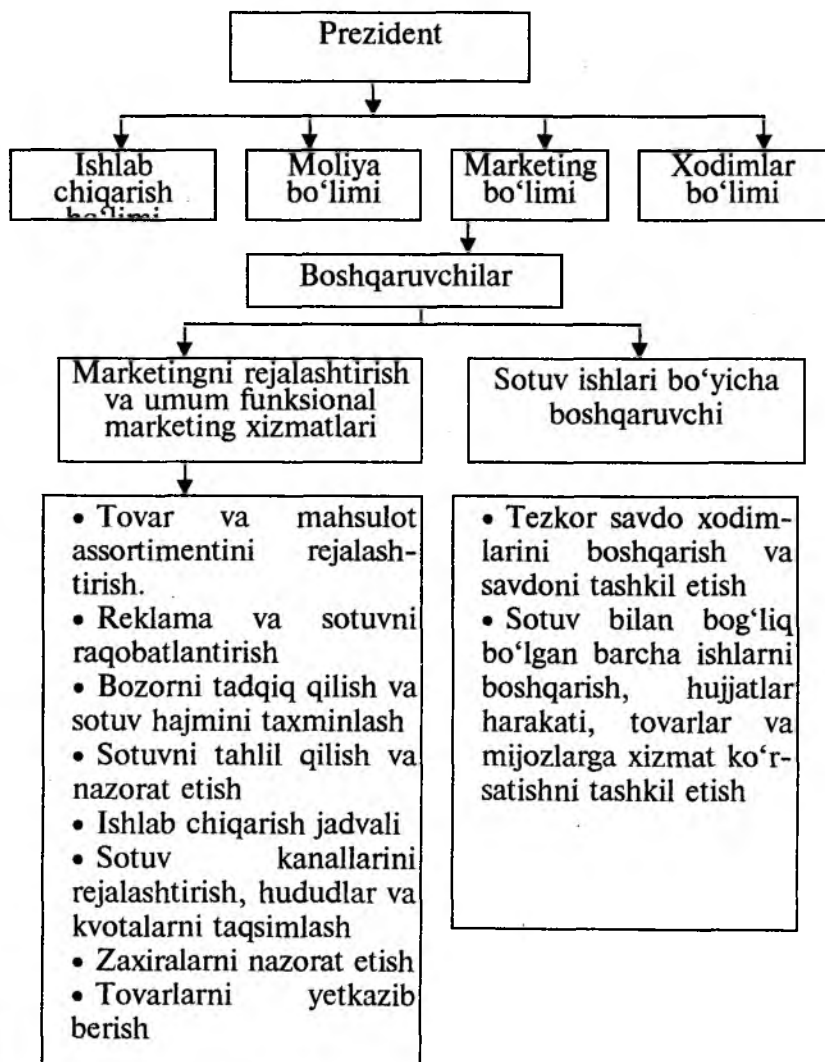 Prezident
Ishlab
chiqarish
bo‘limi
Moliya
bo‘limi
Marketing
bo‘limi
Xodimlar
bo‘limi
Boshqaruvchilar
Marketingni rejalashtirish
va umum funksional
marketing xizmatlari
Sotuv ishlari bo‘yicha
boshqaruvchi
• Tovar va mahsulot
assortimentini rejalash-
tirish.
• Reklama va sotuvni
raqobatlantirish
• Bozorni tadqiq qilish va
sotuv hajmini taxminlash
• Sotuvni tahlil qilish va
nazorat etish
• Ishlab chiqarish jadvali
• Sotuv kanallarini
rejalashtirish, hududlar va
kvotalarni taqsimlash
• Zaxiralarni nazorat etish
• Tovarlarni yetkazib
berish
• Tezkor savdo xodim-
larini boshqarish va
savdoni tashkil etish
• Sotuv bilan bog‘liq
bo‘lgan barcha ishlarni
boshqarish, hujjatlar
harakati, tovarlar va
mijozlarga xizmat ko‘r-
satishni tashkil etish